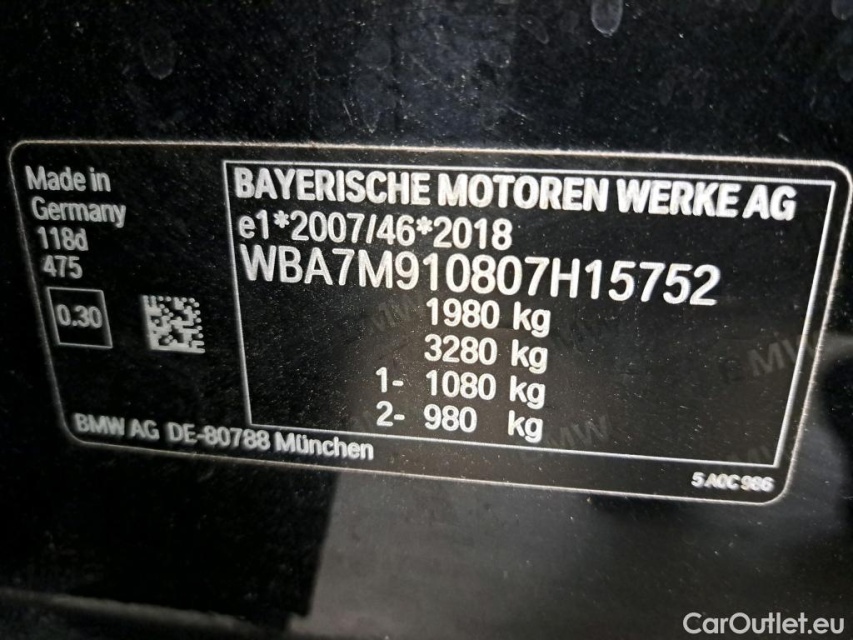 Made in
Germany
118d
475
0.30
BAYERISCHE MOTOREN WERKE AG
e1*2007/46*2018
WBA7M910807H15752
1980 kg
3280 kg
1- 1080 kg
2- 980 kg
BMW AG DE-80788 München
5 A0C 986
CarOutlet.eu